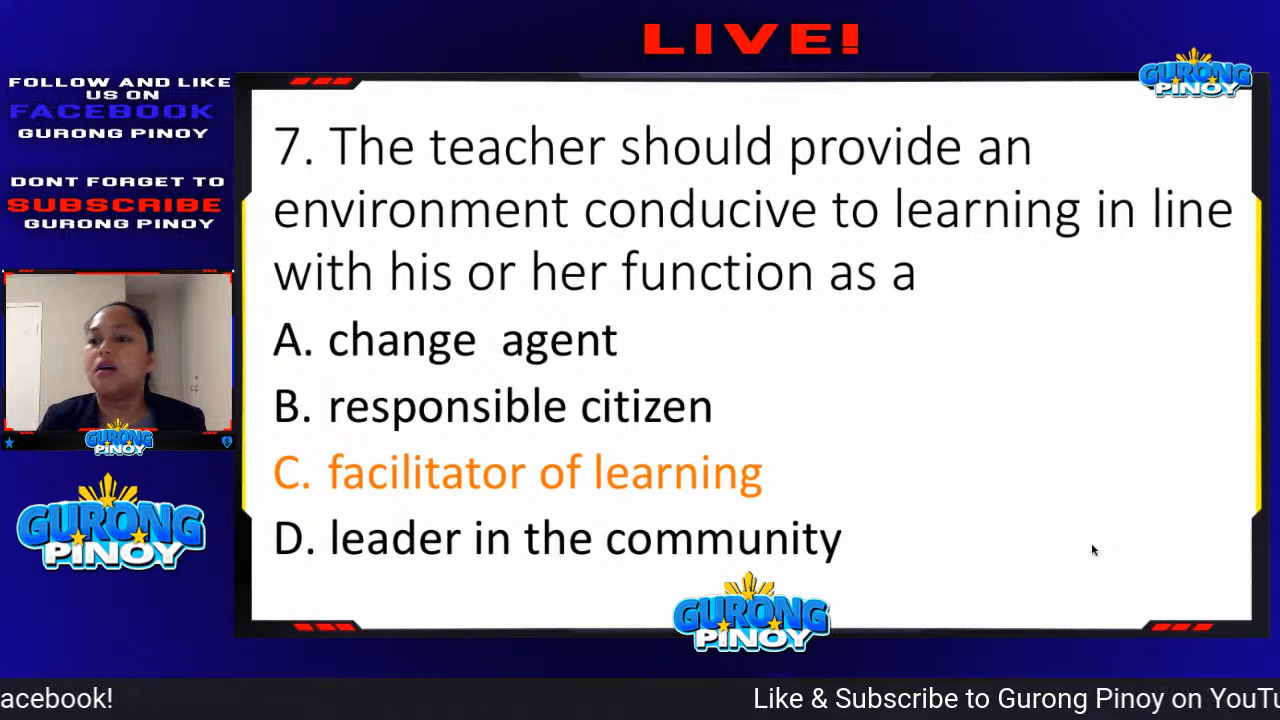 LIVE!
FOLLOW AND LIKE
US ON
FACEBOOK
GURONG PINOY
DONT FORGET TO
SUBSCRIBE
GURONG PINOY
GURONG
PINOY
7. The teacher should provide an
environment conducive to learning in line
with his or her function as a
A. change agent
B. responsible citizen
C. facilitator of learning
D. leader in the community
GURONG
PINOY
GURONG
PINOY
GURONG
PINOY
acebook!
Like & Subscribe to Gurong Pinoy on YouTu